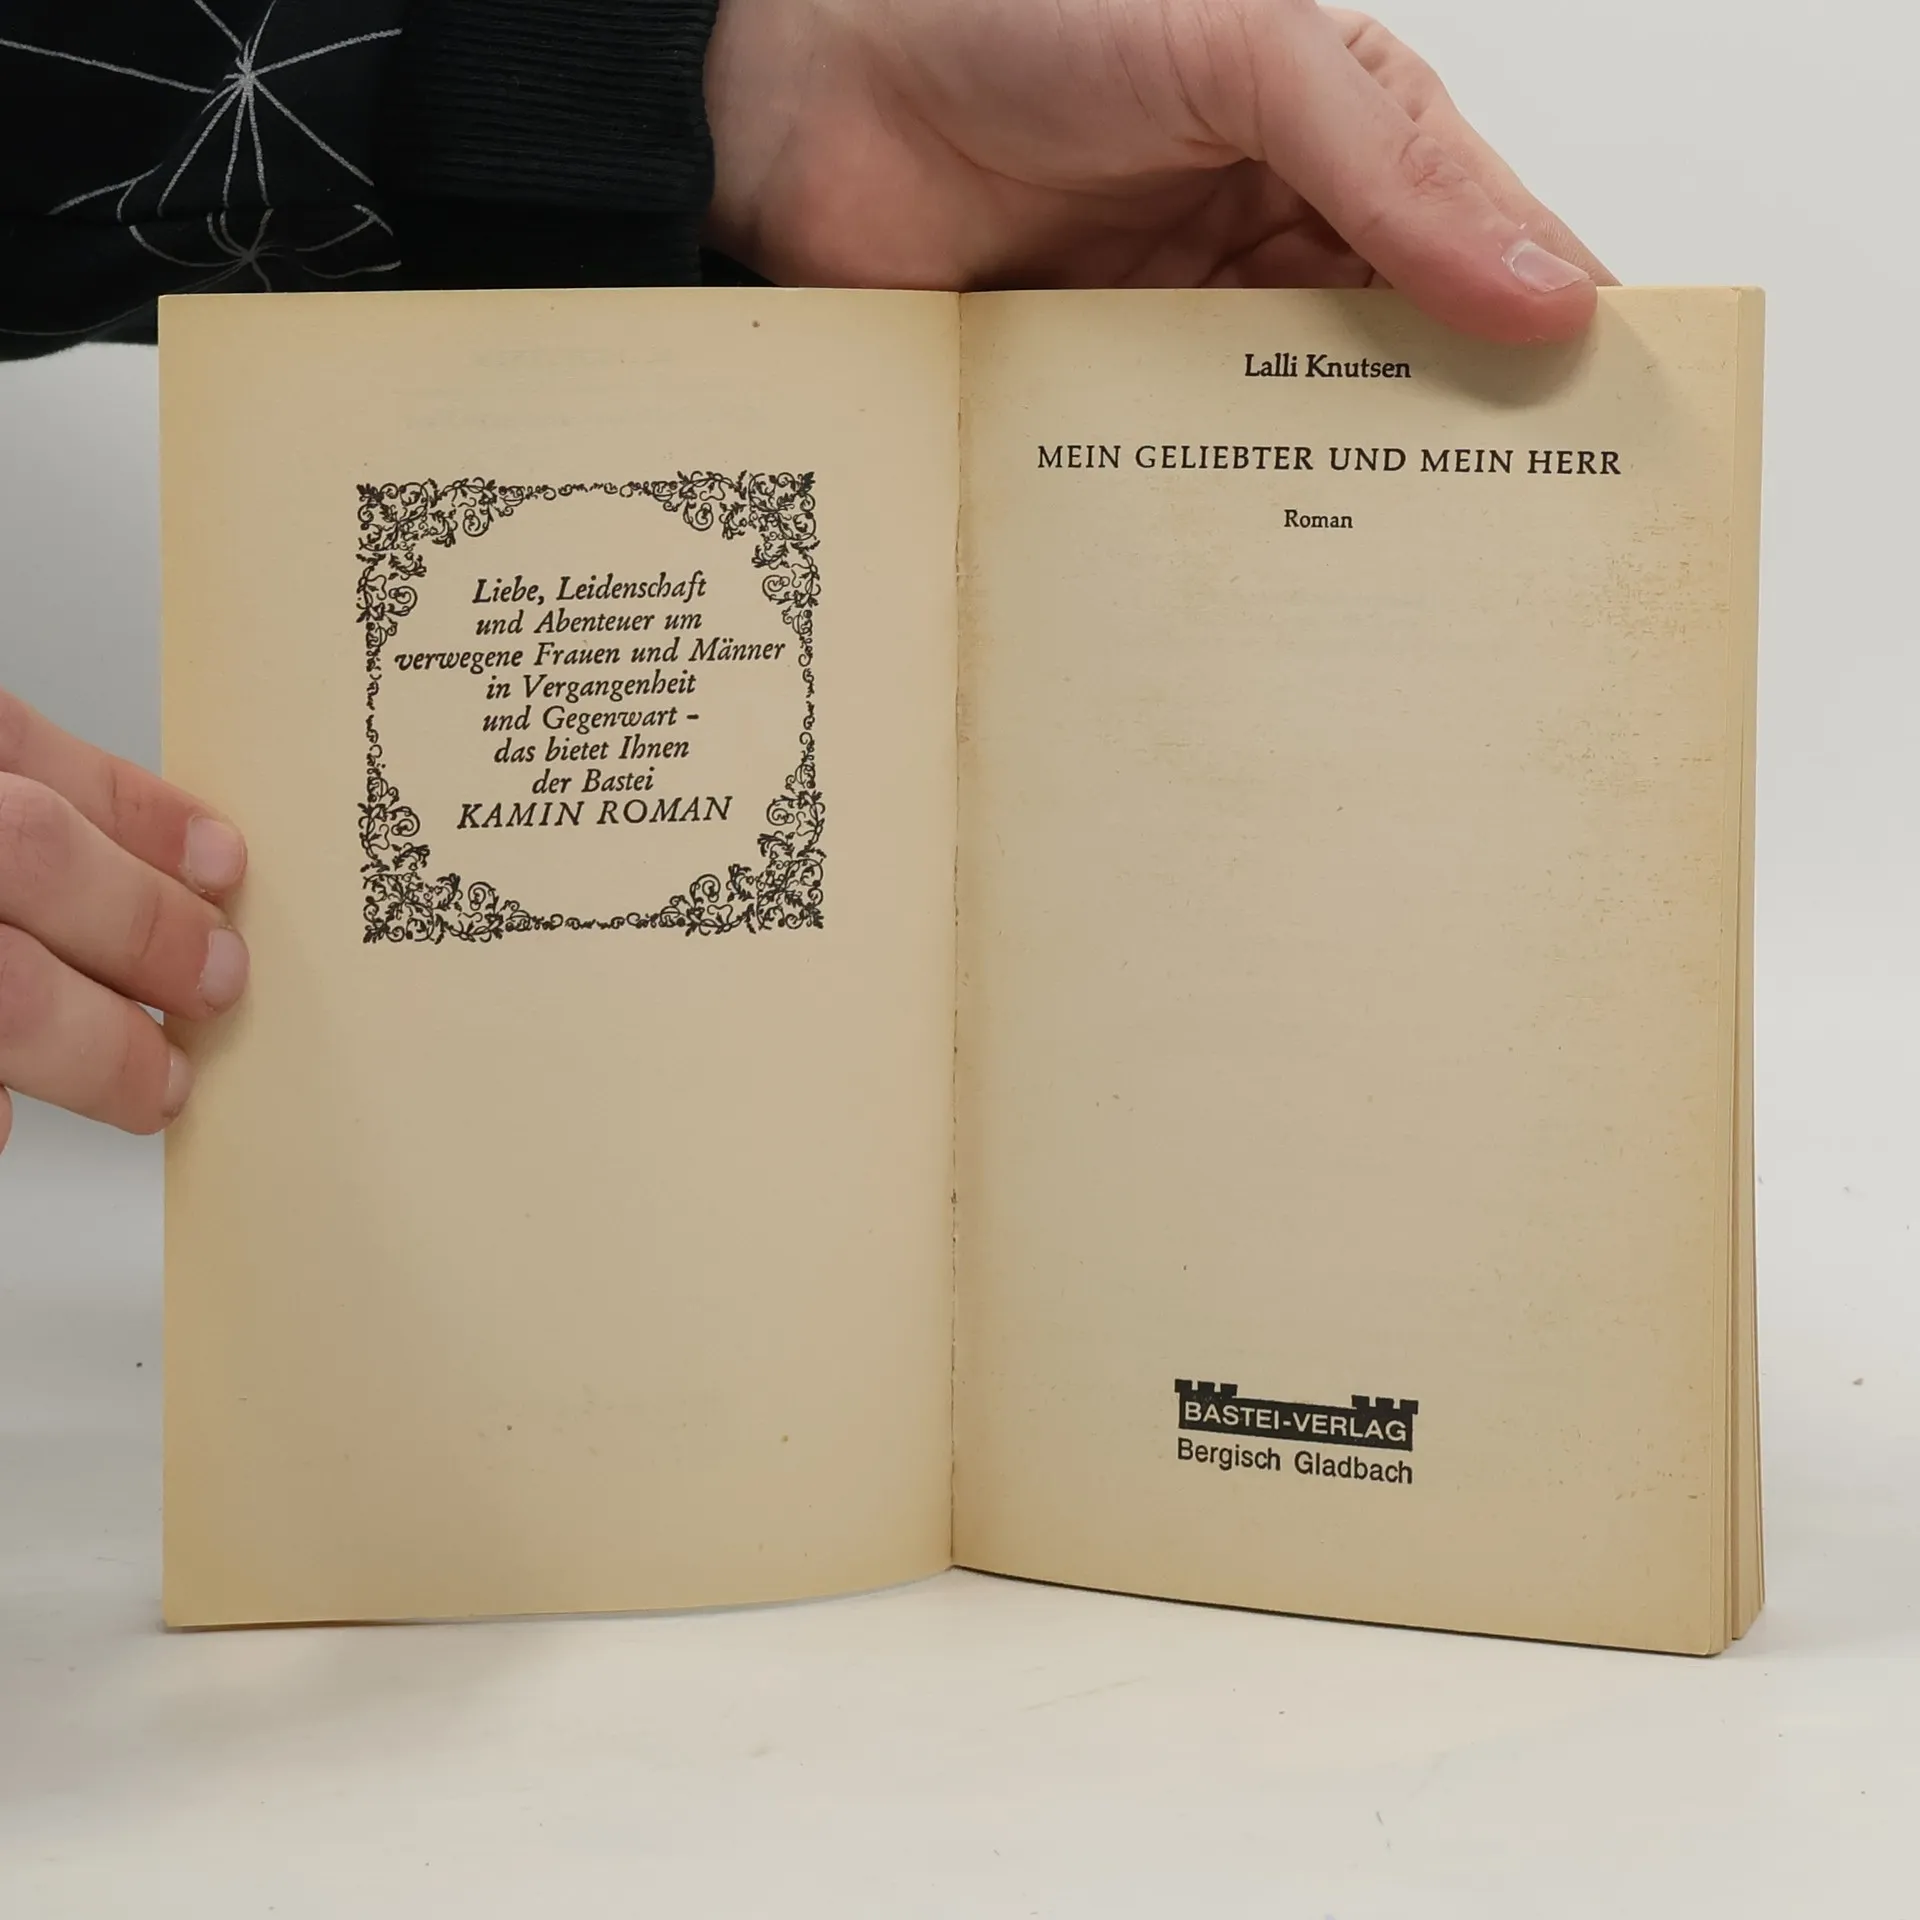 Liebe, Leidenschaft
und Abenteuer um
verwegene Frauen und Männer
in Vergangenheit
und Gegenwart –
das bietet Ihnen
der Bastei
KAMIN ROMAN
Lalli Knutsen
MEIN GELIEBTER UND MEIN HERR
Roman
BASTEI-VERLAG
Bergisch Gladbach